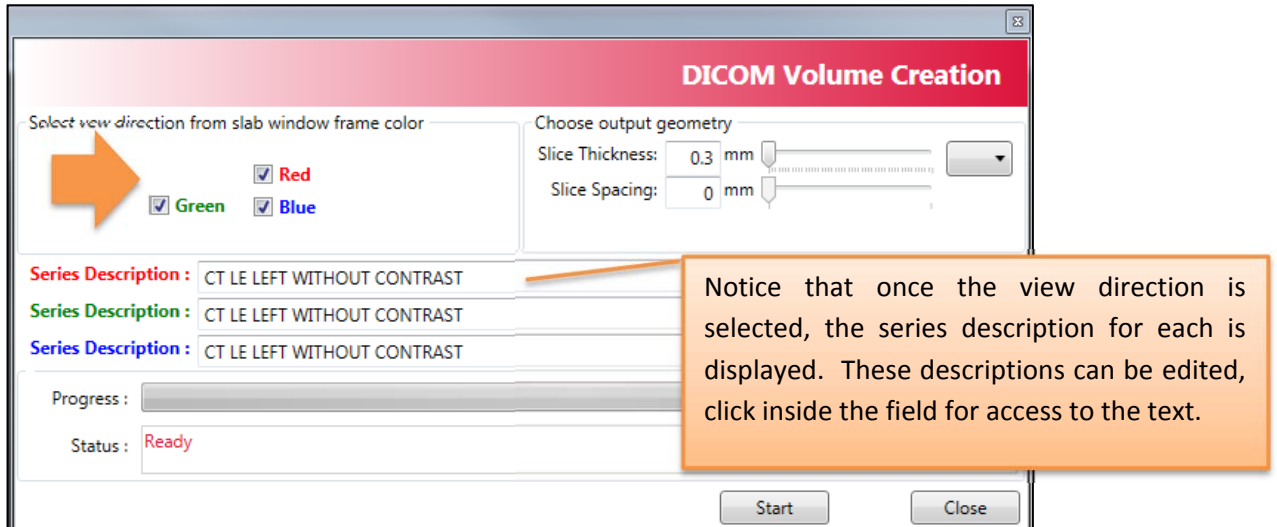 DICOM Volume Creation
Select vew direction from slab window frame color
Red
Green
Blue
Choose output geometry
Slice Thickness: 0.3 mm
Slice Spacing: 0 mm
Series Description : CT LE LEFT WITHOUT CONTRAST
Series Description : CT LE LEFT WITHOUT CONTRAST
Series Description : CT LE LEFT WITHOUT CONTRAST
Notice that once the view direction is
selected, the series description for each is
displayed. These descriptions can be edited,
click inside the field for access to the text.
Progress :
Status : Ready
Start
Close